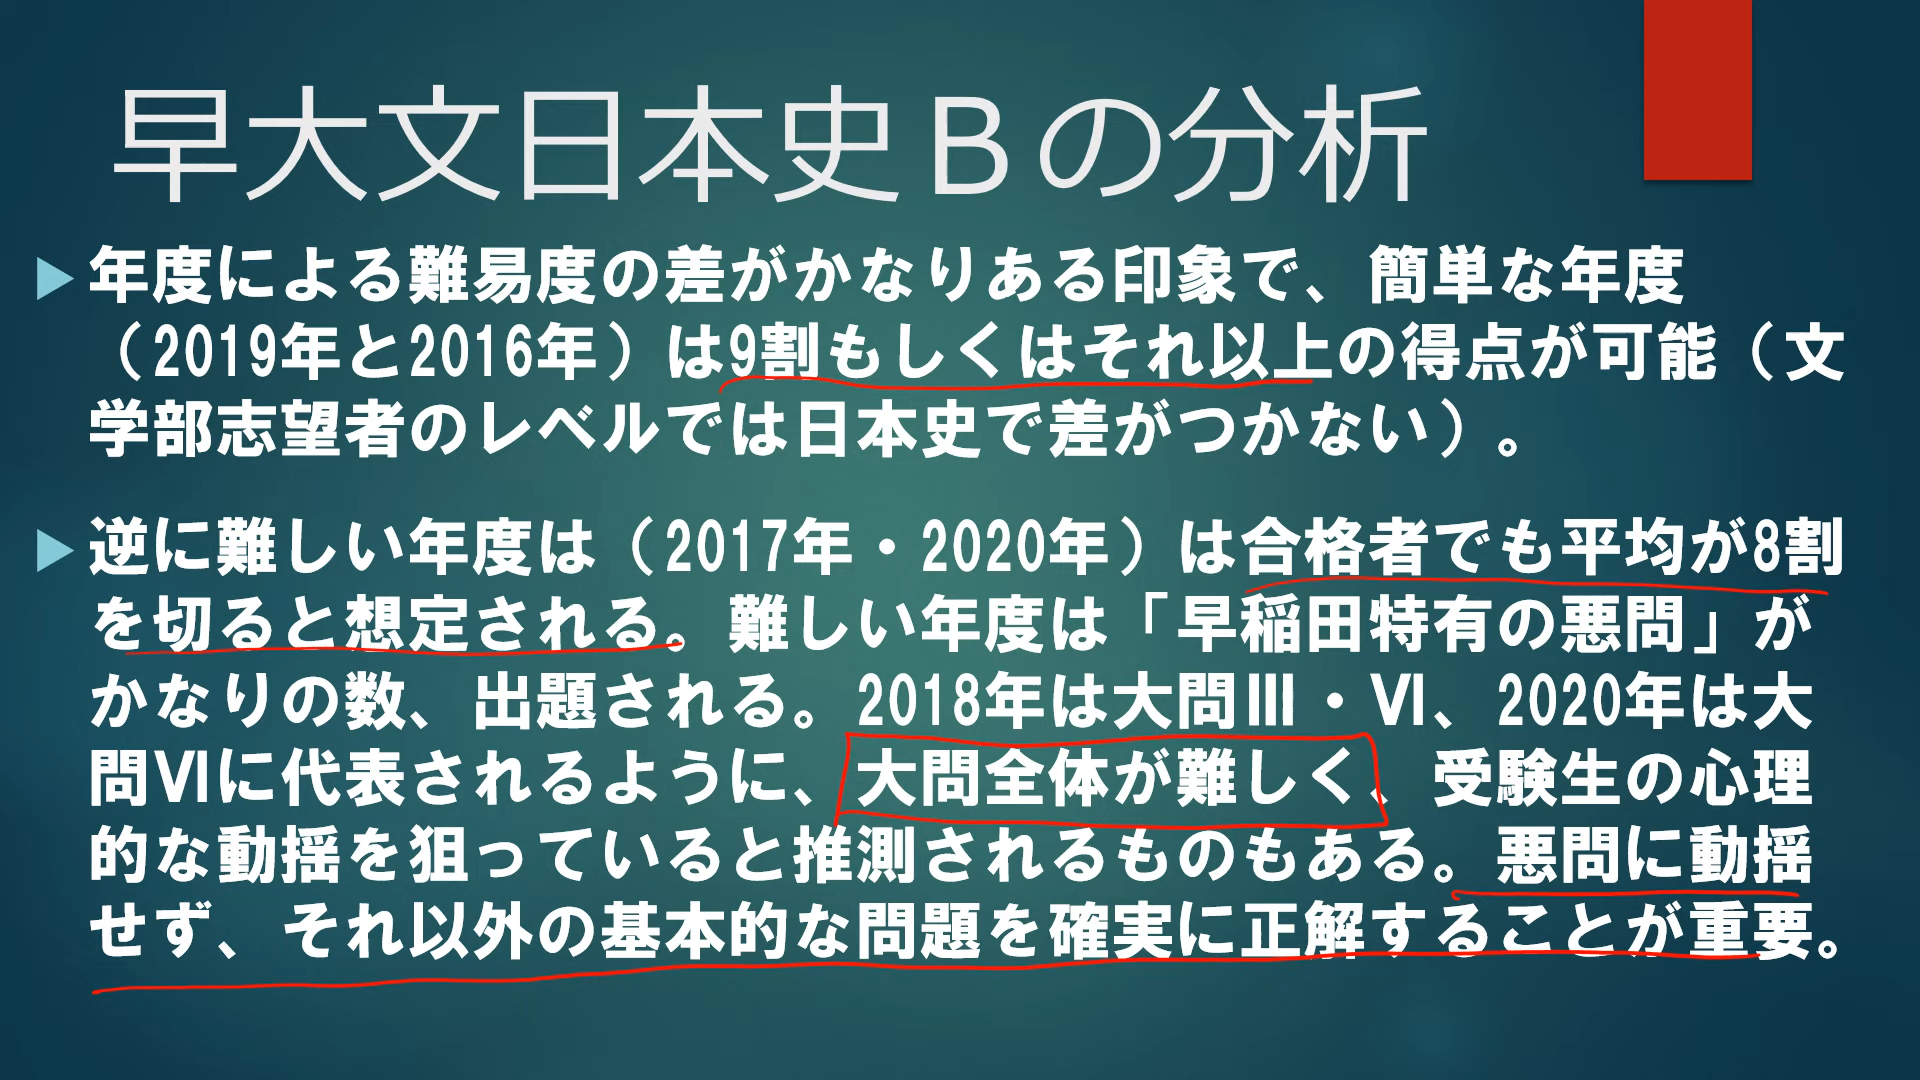 早大文日本史Ｂの分析
年度による難易度の差がかなりある印象で、簡単な年度
（2019年と2016年）は9割もしくはそれ以上の得点が可能（文
学部志望者のレベルでは日本史で差がつかない）。
逆に難しい年度は（2017年・2020年）は合格者でも平均が8割
を切ると想定される。難しい年度は「早稲田特有の悪問」が
かなりの数、出題される。2018年は大問Ⅲ・Ⅵ、2020年は大
問Ⅵに代表されるように、大問全体が難しく、受験生の心理
的な動揺を狙っていると推測されるものもある。悪問に動揺
せず、それ以外の基本的な問題を確実に正解することが重要。